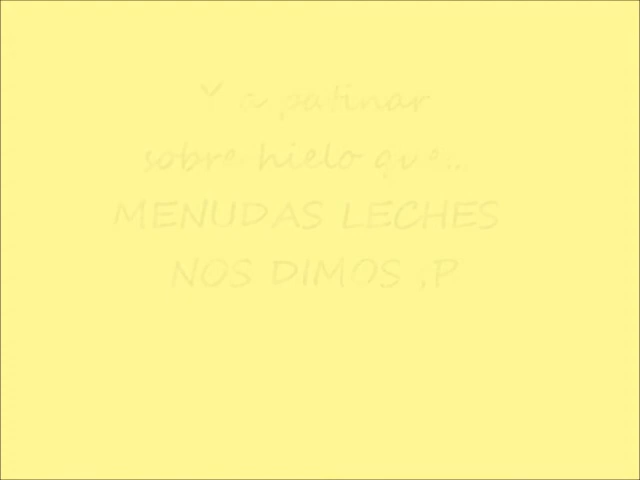 Y a patinar
sobre hielo que...
MENUDAS LECHES
NOS DIMOS ;P